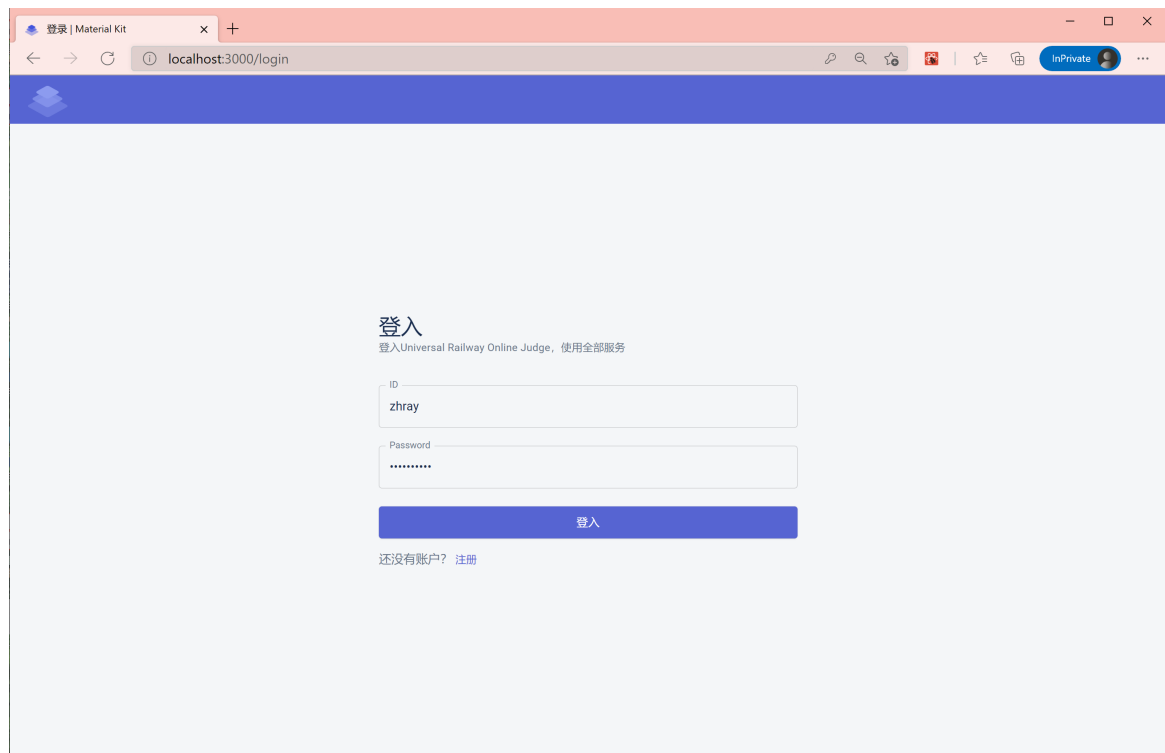 登录 | Material Kit
localhost:3000/login
InPrivate
登入
登入Universal Railway Online Judge，使用全部服务
ID
zhray
Password
••••••••••
登入
还没有账户？ 注册